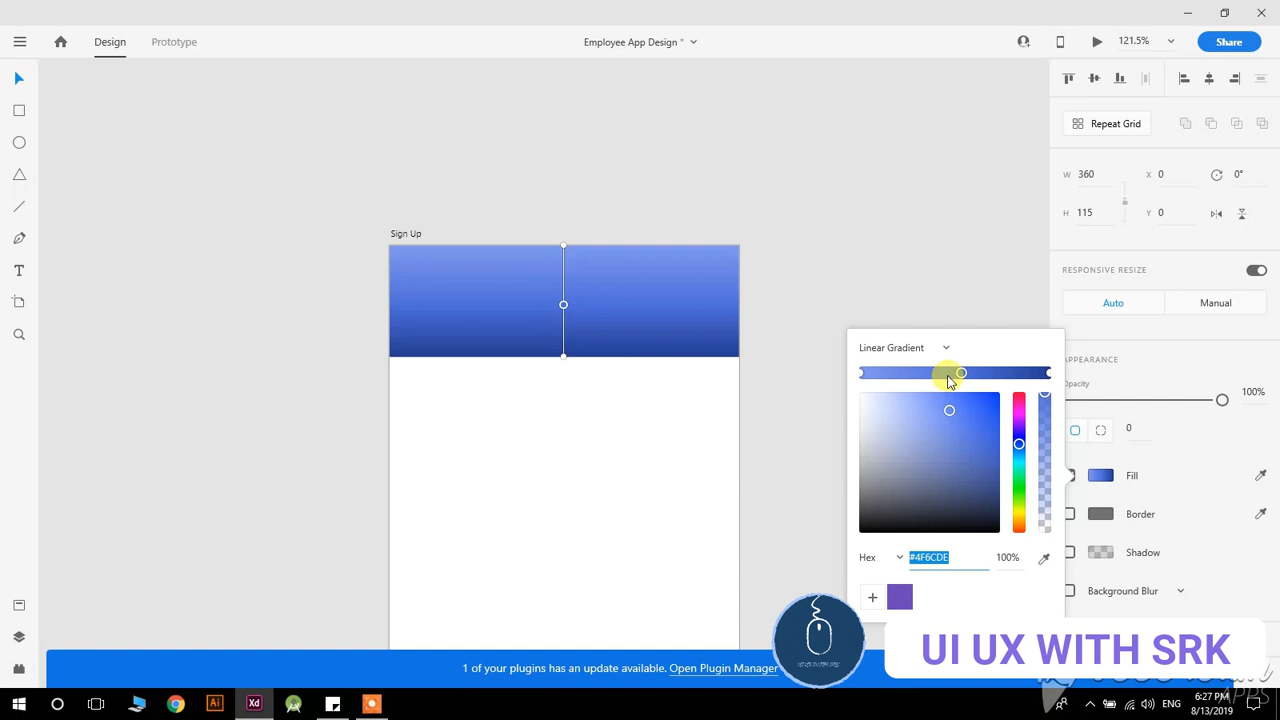 Design
Prototype
Employee App Design *
121.5%
Share
Repeat Grid
W 360
X 0
0°
H 115
Y 0
Sign Up
RESPONSIVE RESIZE
Auto
Manual
Linear Gradient
APPEARANCE
Opacity
100%
0
Fill
Border
Shadow
Hex
#4F6CDE
100%
Background Blur
UI UX WITH SRK
1 of your plugins has an update available. Open Plugin Manager
APPS
Ai
Xd
ENG
6:27 PM
8/13/2019